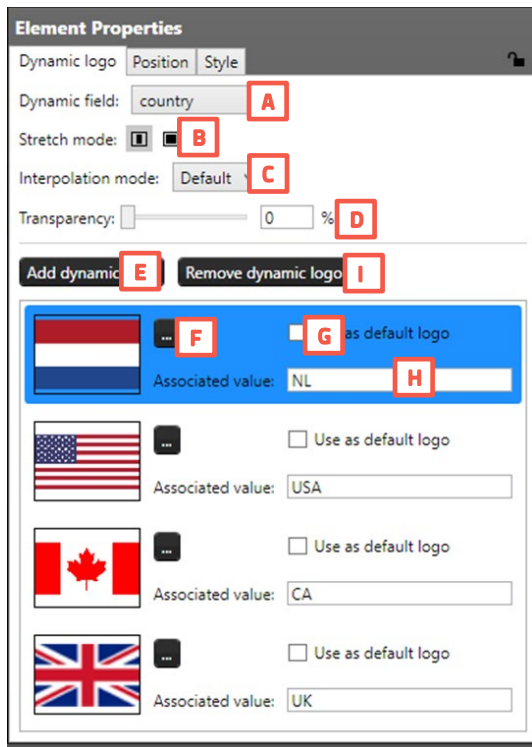 Element Properties
Dynamic logo Position Style
Dynamic field: country A
Stretch mode: B
Interpolation mode: Default C
Transparency: 0 % D
Add dynamic E Remove dynamic logo I
... F G as default logo
Associated value: NL H
... Use as default logo
Associated value: USA
... Use as default logo
Associated value: CA
... Use as default logo
Associated value: UK